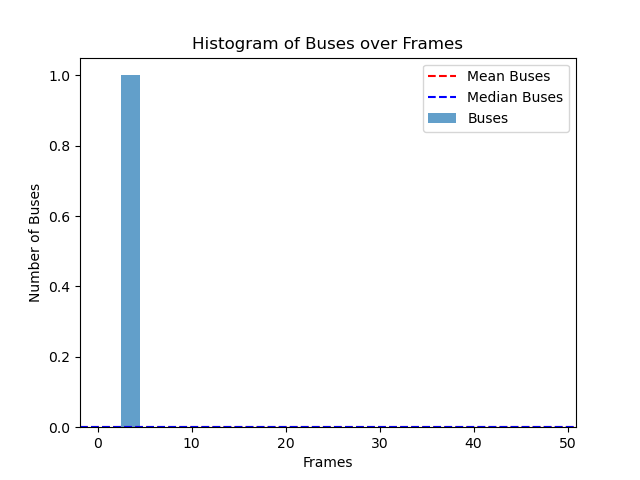 Histogram of Buses over Frames
1.0
0.8
0.6
0.4
0.2
0.0
Number of Buses
Mean Buses
Median Buses
Buses
0 10 20 30 40 50
Frames